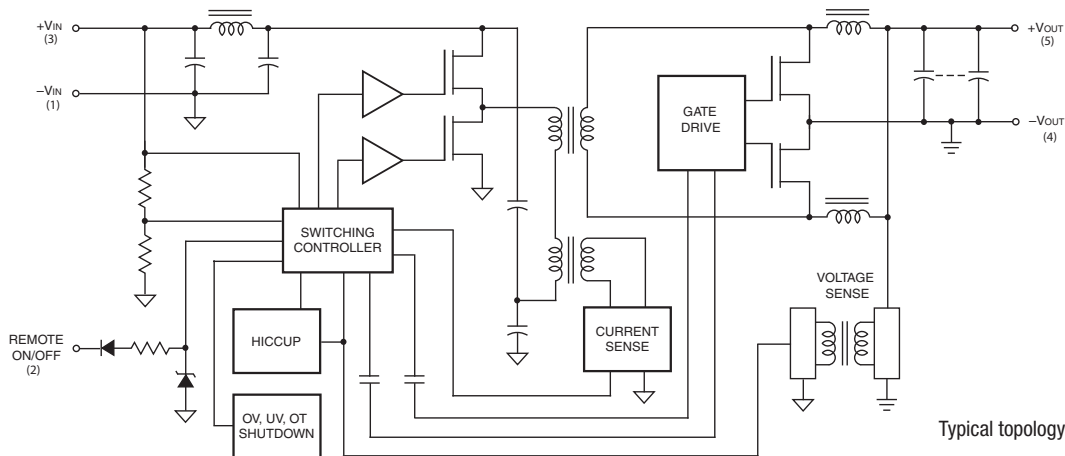 +VIN
(3)
−VIN
(1)
+VOUT
(5)
−VOUT
(4)
GATE
DRIVE
SWITCHING
CONTROLLER
VOLTAGE
SENSE
REMOTE
ON/OFF
(2)
HICCUP
CURRENT
SENSE
OV, UV, OT
SHUTDOWN
Typical topology